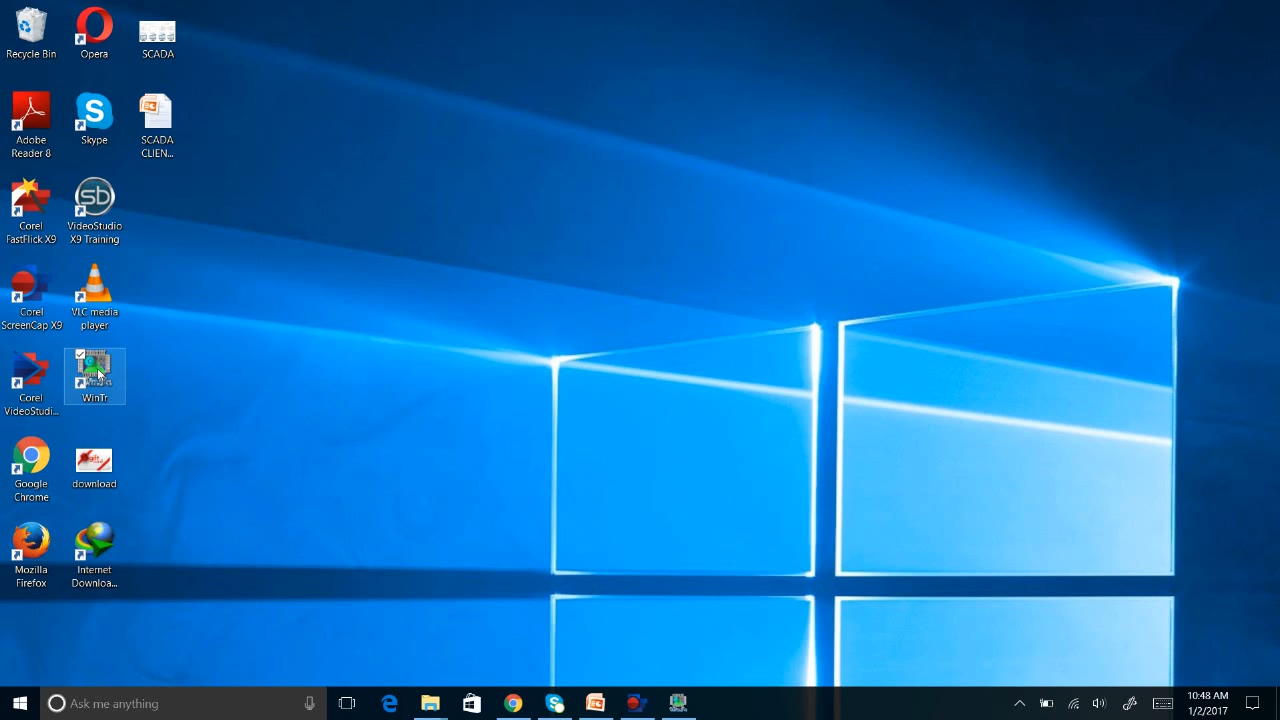 Recycle Bin
Opera
SCADA
Adobe
Reader 8
Skype
SCADA
CLIEN...
Corel
FastFlick X9
VideoStudio
X9 Training
Corel
ScreenCap X9
VLC media
player
Corel
VideoStudi...
WinTr
Google
Chrome
download
Mozilla
Firefox
Internet
Downloa...
Ask me anything
10:48 AM
1/2/2017